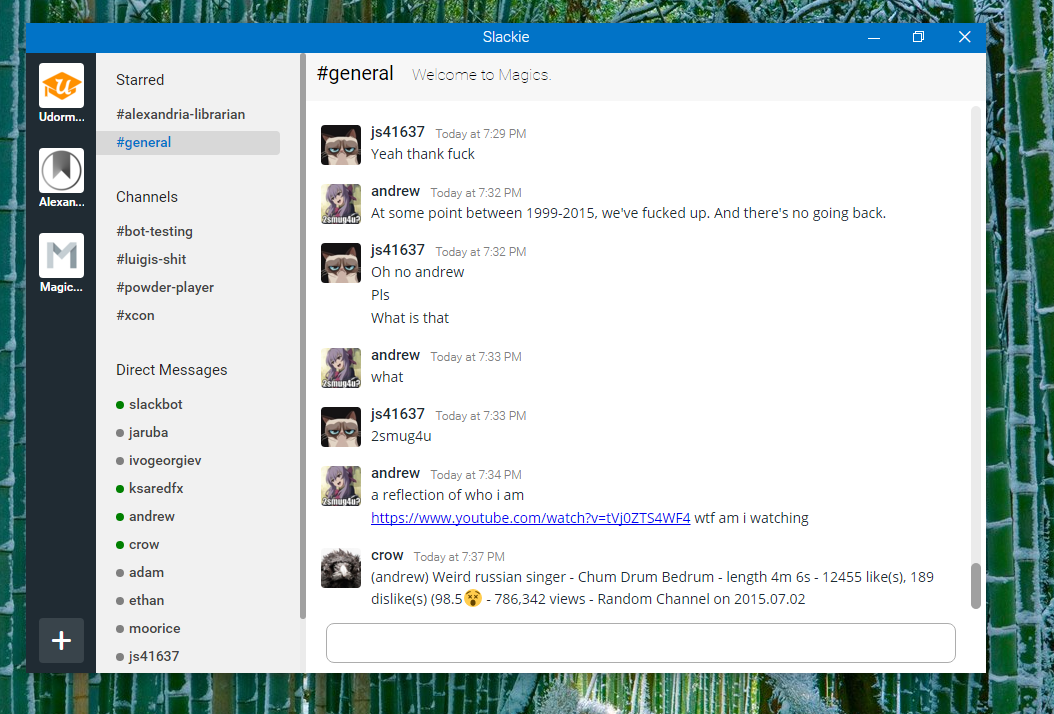 Slackie
Udorm...
Alexan...
Magic...
Starred
#alexandria-librarian
#general
Channels
#bot-testing
#luigis-shit
#powder-player
#xcon
Direct Messages
slackbot
jaruba
ivogeorgiev
ksaredfx
andrew
crow
adam
ethan
moorice
js41637
#general Welcome to Magics.
js41637 Today at 7:29 PM
Yeah thank fuck
andrew Today at 7:32 PM
At some point between 1999-2015, we've fucked up. And there's no going back.
js41637 Today at 7:32 PM
Oh no andrew
Pls
What is that
andrew Today at 7:33 PM
what
js41637 Today at 7:33 PM
2smug4u
andrew Today at 7:34 PM
a reflection of who i am
https://www.youtube.com/watch?v=tVj0ZTS4WF4 wtf am i watching
crow Today at 7:37 PM
(andrew) Weird russian singer - Chum Drum Bedrum - length 4m 6s - 12455 like(s), 189
dislike(s) (98.5😵 - 786,342 views - Random Channel on 2015.07.02
2smug4u?
2smug4u?
2smug4u?